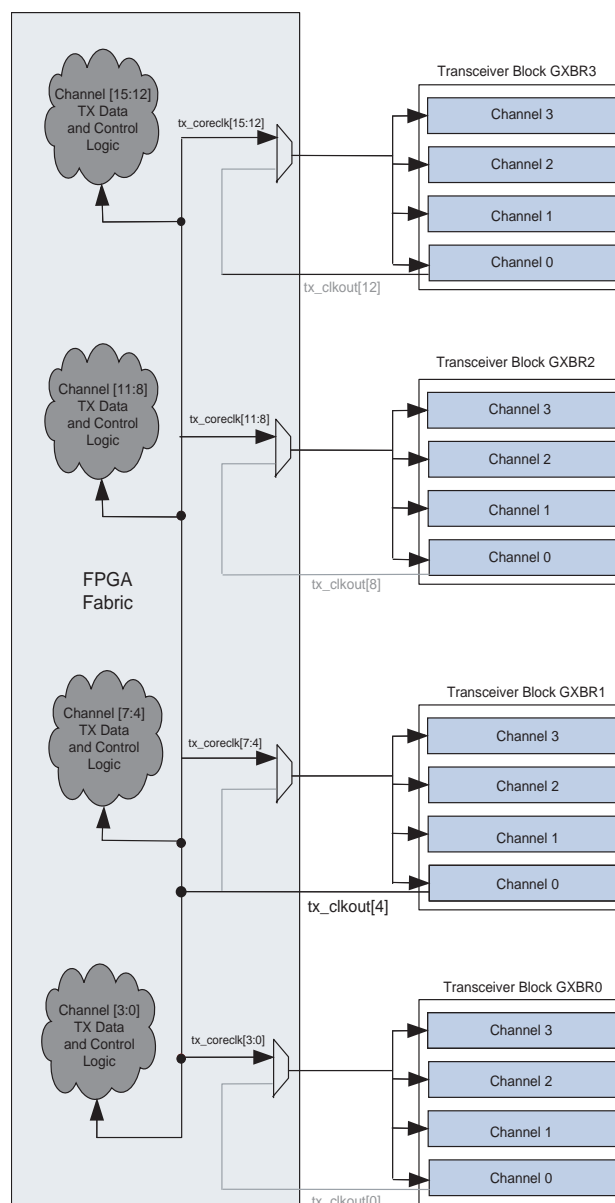 Transceiver Block GXBR3
Channel [15:12]
TX Data
and Control
Logic
tx_coreclk[15:12]
Channel 3
Channel 2
Channel 1
Channel 0
tx_clkout[12]
Transceiver Block GXBR2
Channel [11:8]
TX Data
and Control
Logic
tx_coreclk[11:8]
Channel 3
Channel 2
Channel 1
Channel 0
tx_clkout[8]
FPGA
Fabric
Transceiver Block GXBR1
Channel [7:4]
TX Data
and Control
Logic
tx_coreclk[7:4]
Channel 3
Channel 2
Channel 1
Channel 0
tx_clkout[4]
Transceiver Block GXBR0
Channel [3:0]
TX Data
and Control
Logic
tx_coreclk[3:0]
Channel 3
Channel 2
Channel 1
Channel 0
tx_clkout[0]